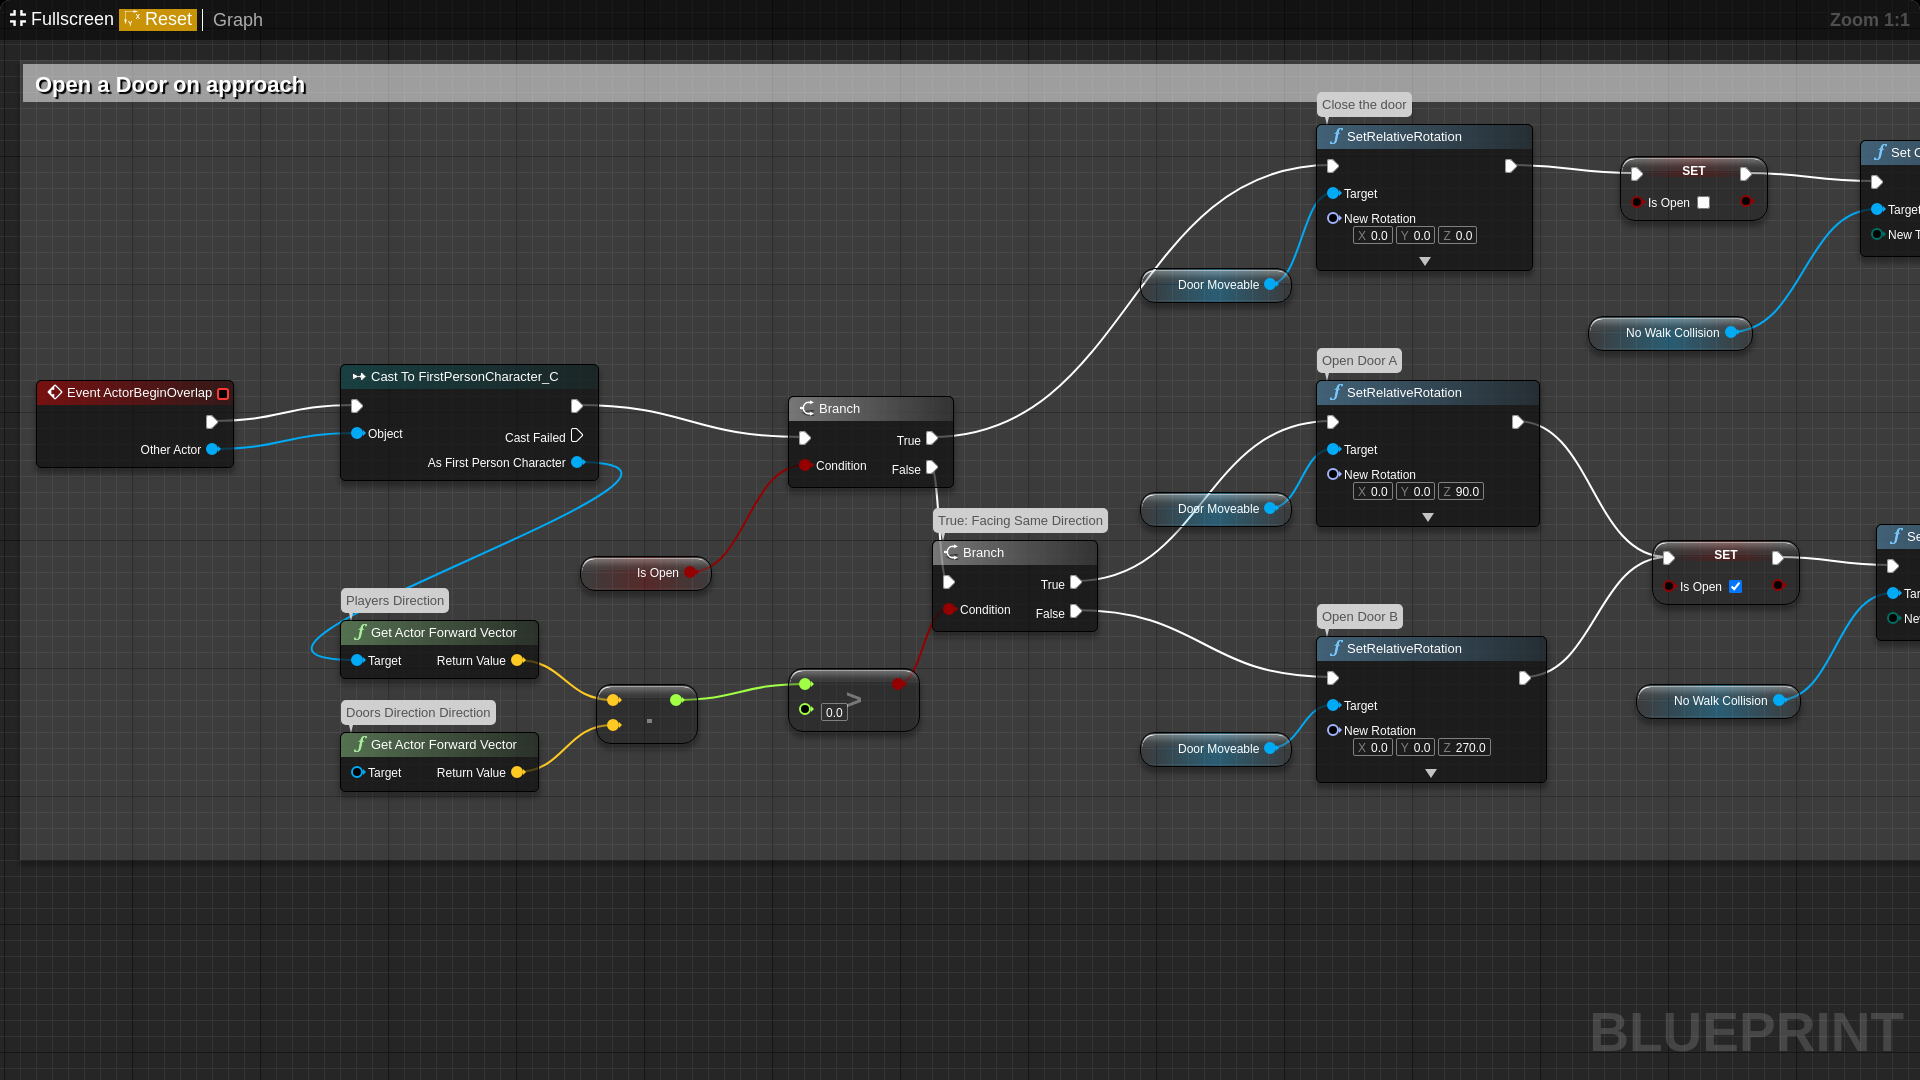 Fullscreen Reset Graph Zoom 1:1
Open a Door on approach
Close the door
SetRelativeRotation
Target
New Rotation
X 0.0 Y 0.0 Z 0.0
SET
Is Open
Set C
Target
New T
Door Moveable
No Walk Collision
Event ActorBeginOverlap
Other Actor
Cast To FirstPersonCharacter_C
Object
Cast Failed
As First Person Character
Branch
True
Condition
False
Is Open
True: Facing Same Direction
Branch
True
Condition
False
Open Door A
SetRelativeRotation
Target
New Rotation
X 0.0 Y 0.0 Z 90.0
Door Moveable
SET
Is Open
Se
Tar
Ne
Players Direction
Get Actor Forward Vector
Target Return Value
Doors Direction Direction
Get Actor Forward Vector
Target Return Value
.
>
0.0
Open Door B
SetRelativeRotation
Target
New Rotation
X 0.0 Y 0.0 Z 270.0
Door Moveable
No Walk Collision
BLUEPRINT